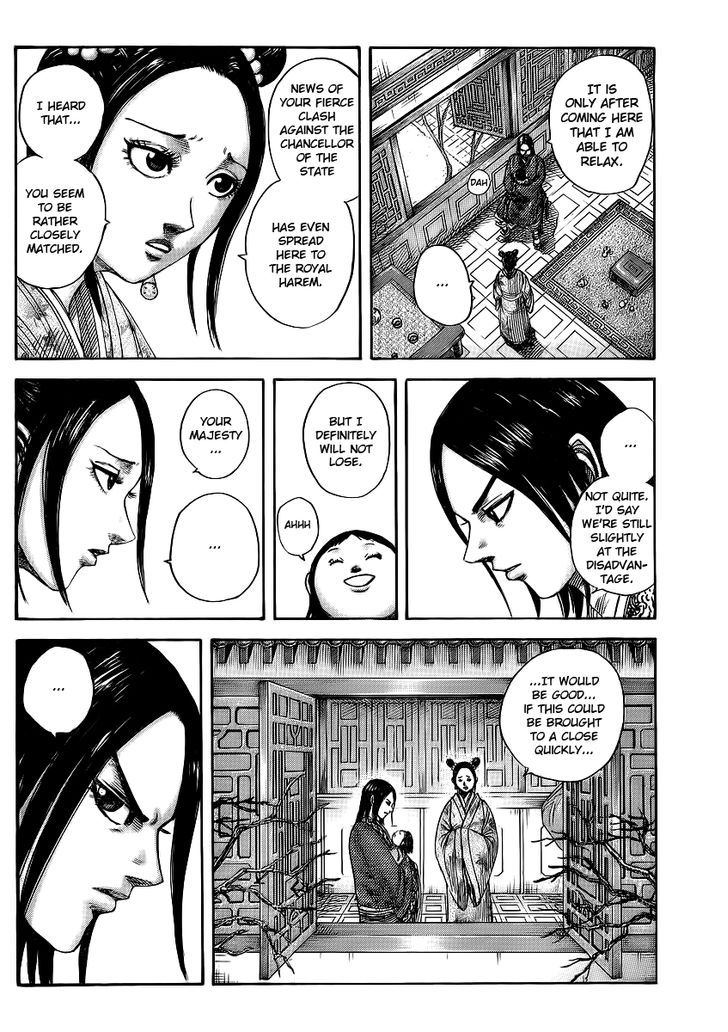 IT IS
ONLY AFTER
COMING HERE
THAT I AM
ABLE TO
RELAX.
DAH
...
NEWS OF
YOUR FIERCE
CLASH
AGAINST THE
CHANCELLOR
OF THE
STATE
HAS EVEN
SPREAD
HERE TO
THE ROYAL
HAREM.
I HEARD
THAT...
YOU SEEM
TO BE
RATHER
CLOSELY
MATCHED.
...
NOT QUITE.
I'D SAY
WE'RE STILL
SLIGHTLY
AT THE
DISADVAN-
TAGE.
BUT I
DEFINITELY
WILL NOT
LOSE.
AHHH
YOUR
MAJESTY
...
...
...IT WOULD
BE GOOD...
IF THIS COULD
BE BROUGHT
TO A CLOSE
QUICKLY...
...